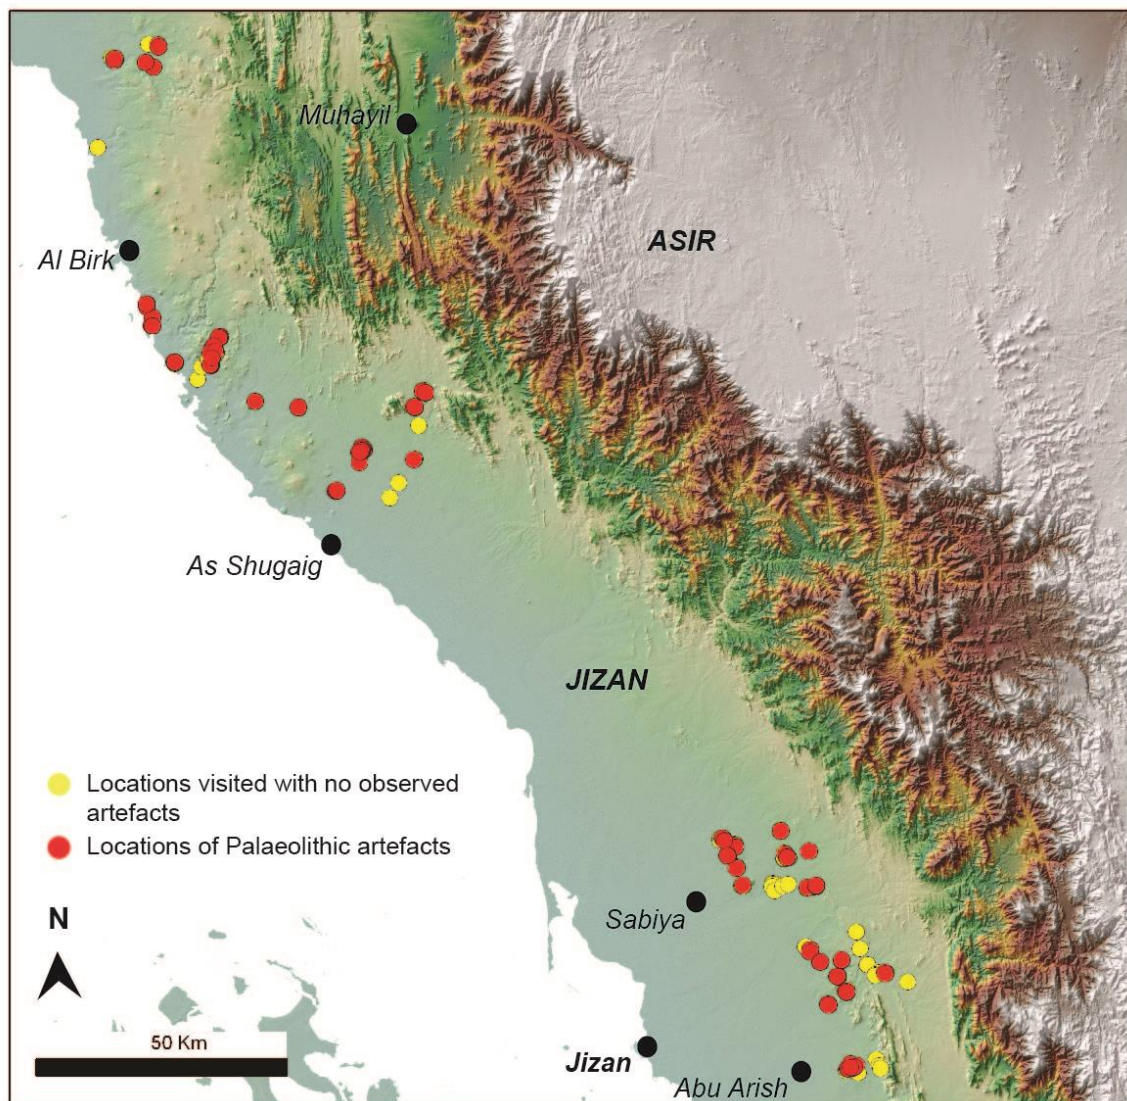 Muhayil
ASIR
Al Birk
As Shugaig
JIZAN
Locations visited with no observed
artefacts
Locations of Palaeolithic artefacts
Sabiya
N
50 Km
Jizan
Abu Arish